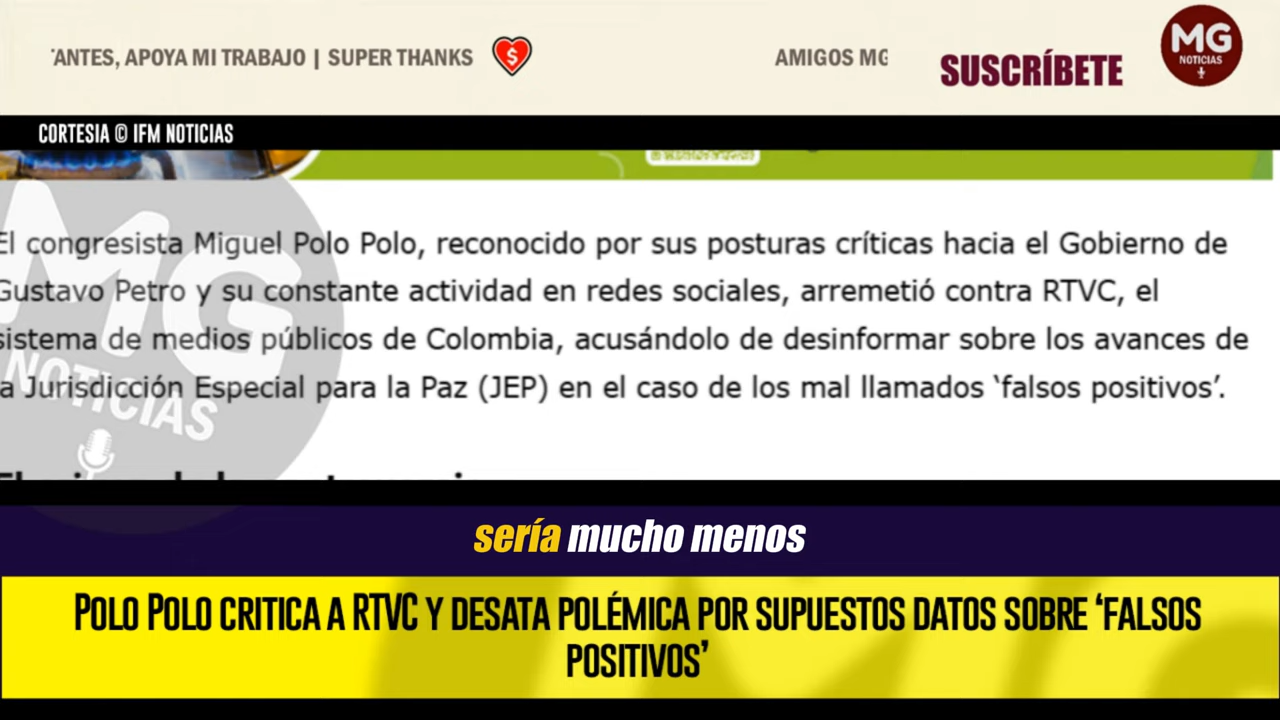 TANTES, APOYA MI TRABAJO | SUPER THANKS
$
AMIGOS MG
SUSCRÍBETE
MG
NOTICIAS
CORTESIA © IFM NOTICIAS
El congresista Miguel Polo Polo, reconocido por sus posturas críticas hacia el Gobierno de
Gustavo Petro y su constante actividad en redes sociales, arremetió contra RTVC, el
sistema de medios públicos de Colombia, acusándolo de desinformar sobre los avances de
la Jurisdicción Especial para la Paz (JEP) en el caso de los mal llamados ‘falsos positivos’.
MG
NOTICIAS
sería mucho menos
POLO POLO CRITICA A RTVC Y DESATA POLÉMICA POR SUPUESTOS DATOS SOBRE ‘FALSOS
POSITIVOS’